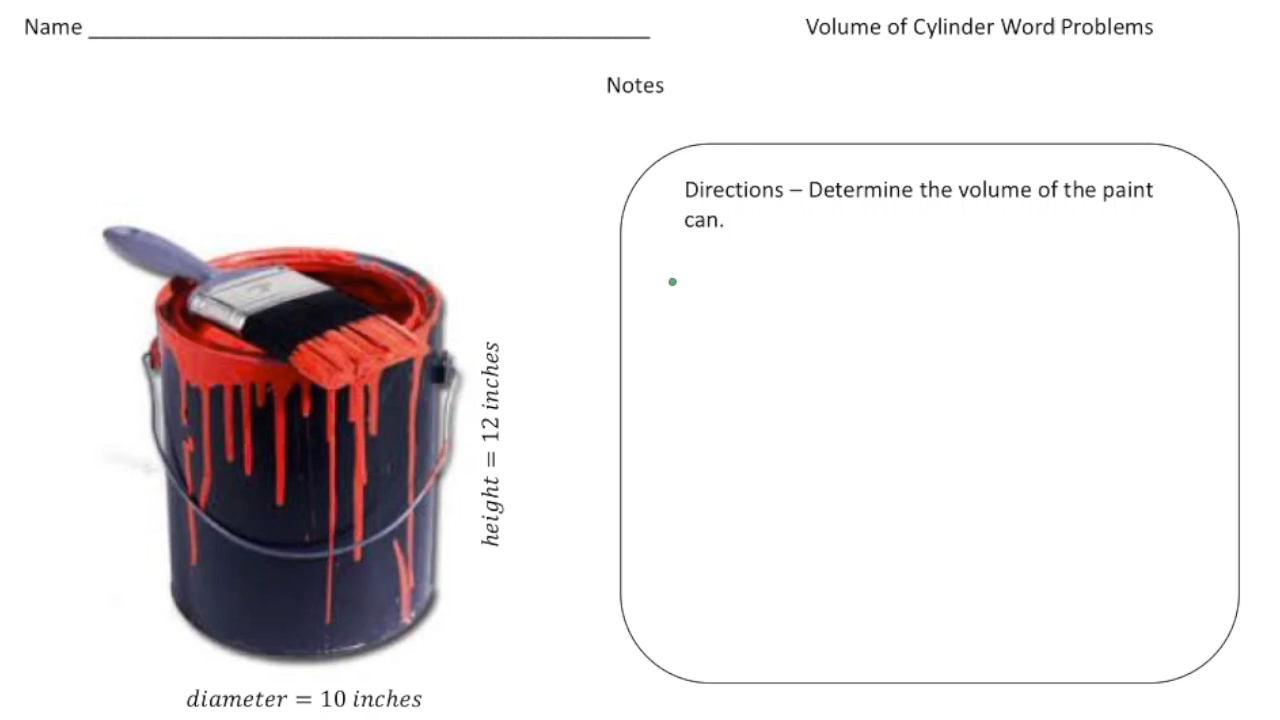 Name ____________________________________________
Volume of Cylinder Word Problems
Notes
Directions – Determine the volume of the paint
can.
height = 12 inches
diameter = 10 inches